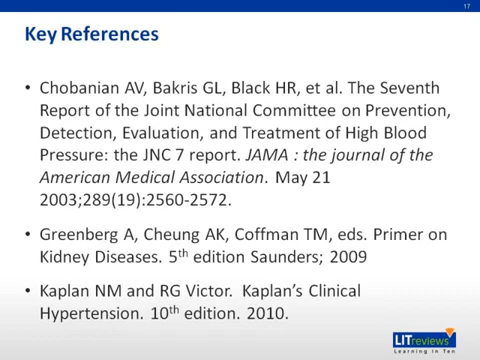 17
Key References
• Chobanian AV, Bakris GL, Black HR, et al. The Seventh
Report of the Joint National Committee on Prevention,
Detection, Evaluation, and Treatment of High Blood
Pressure: the JNC 7 report. JAMA : the journal of the
American Medical Association. May 21
2003;289(19):2560-2572.
• Greenberg A, Cheung AK, Coffman TM, eds. Primer on
Kidney Diseases. 5th edition Saunders; 2009
• Kaplan NM and RG Victor.  Kaplan’s Clinical
Hypertension. 10th edition. 2010.
LITreviews
Learning in Ten